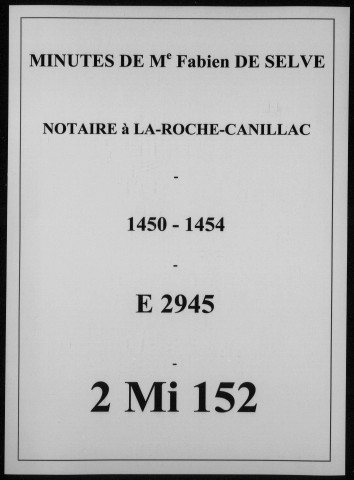 MINUTES DE Mᵉ Fabien DE SELVE
NOTAIRE à LA-ROCHE-CANILLAC
-
1450 - 1454
-
E 2945
-
2 Mi 152